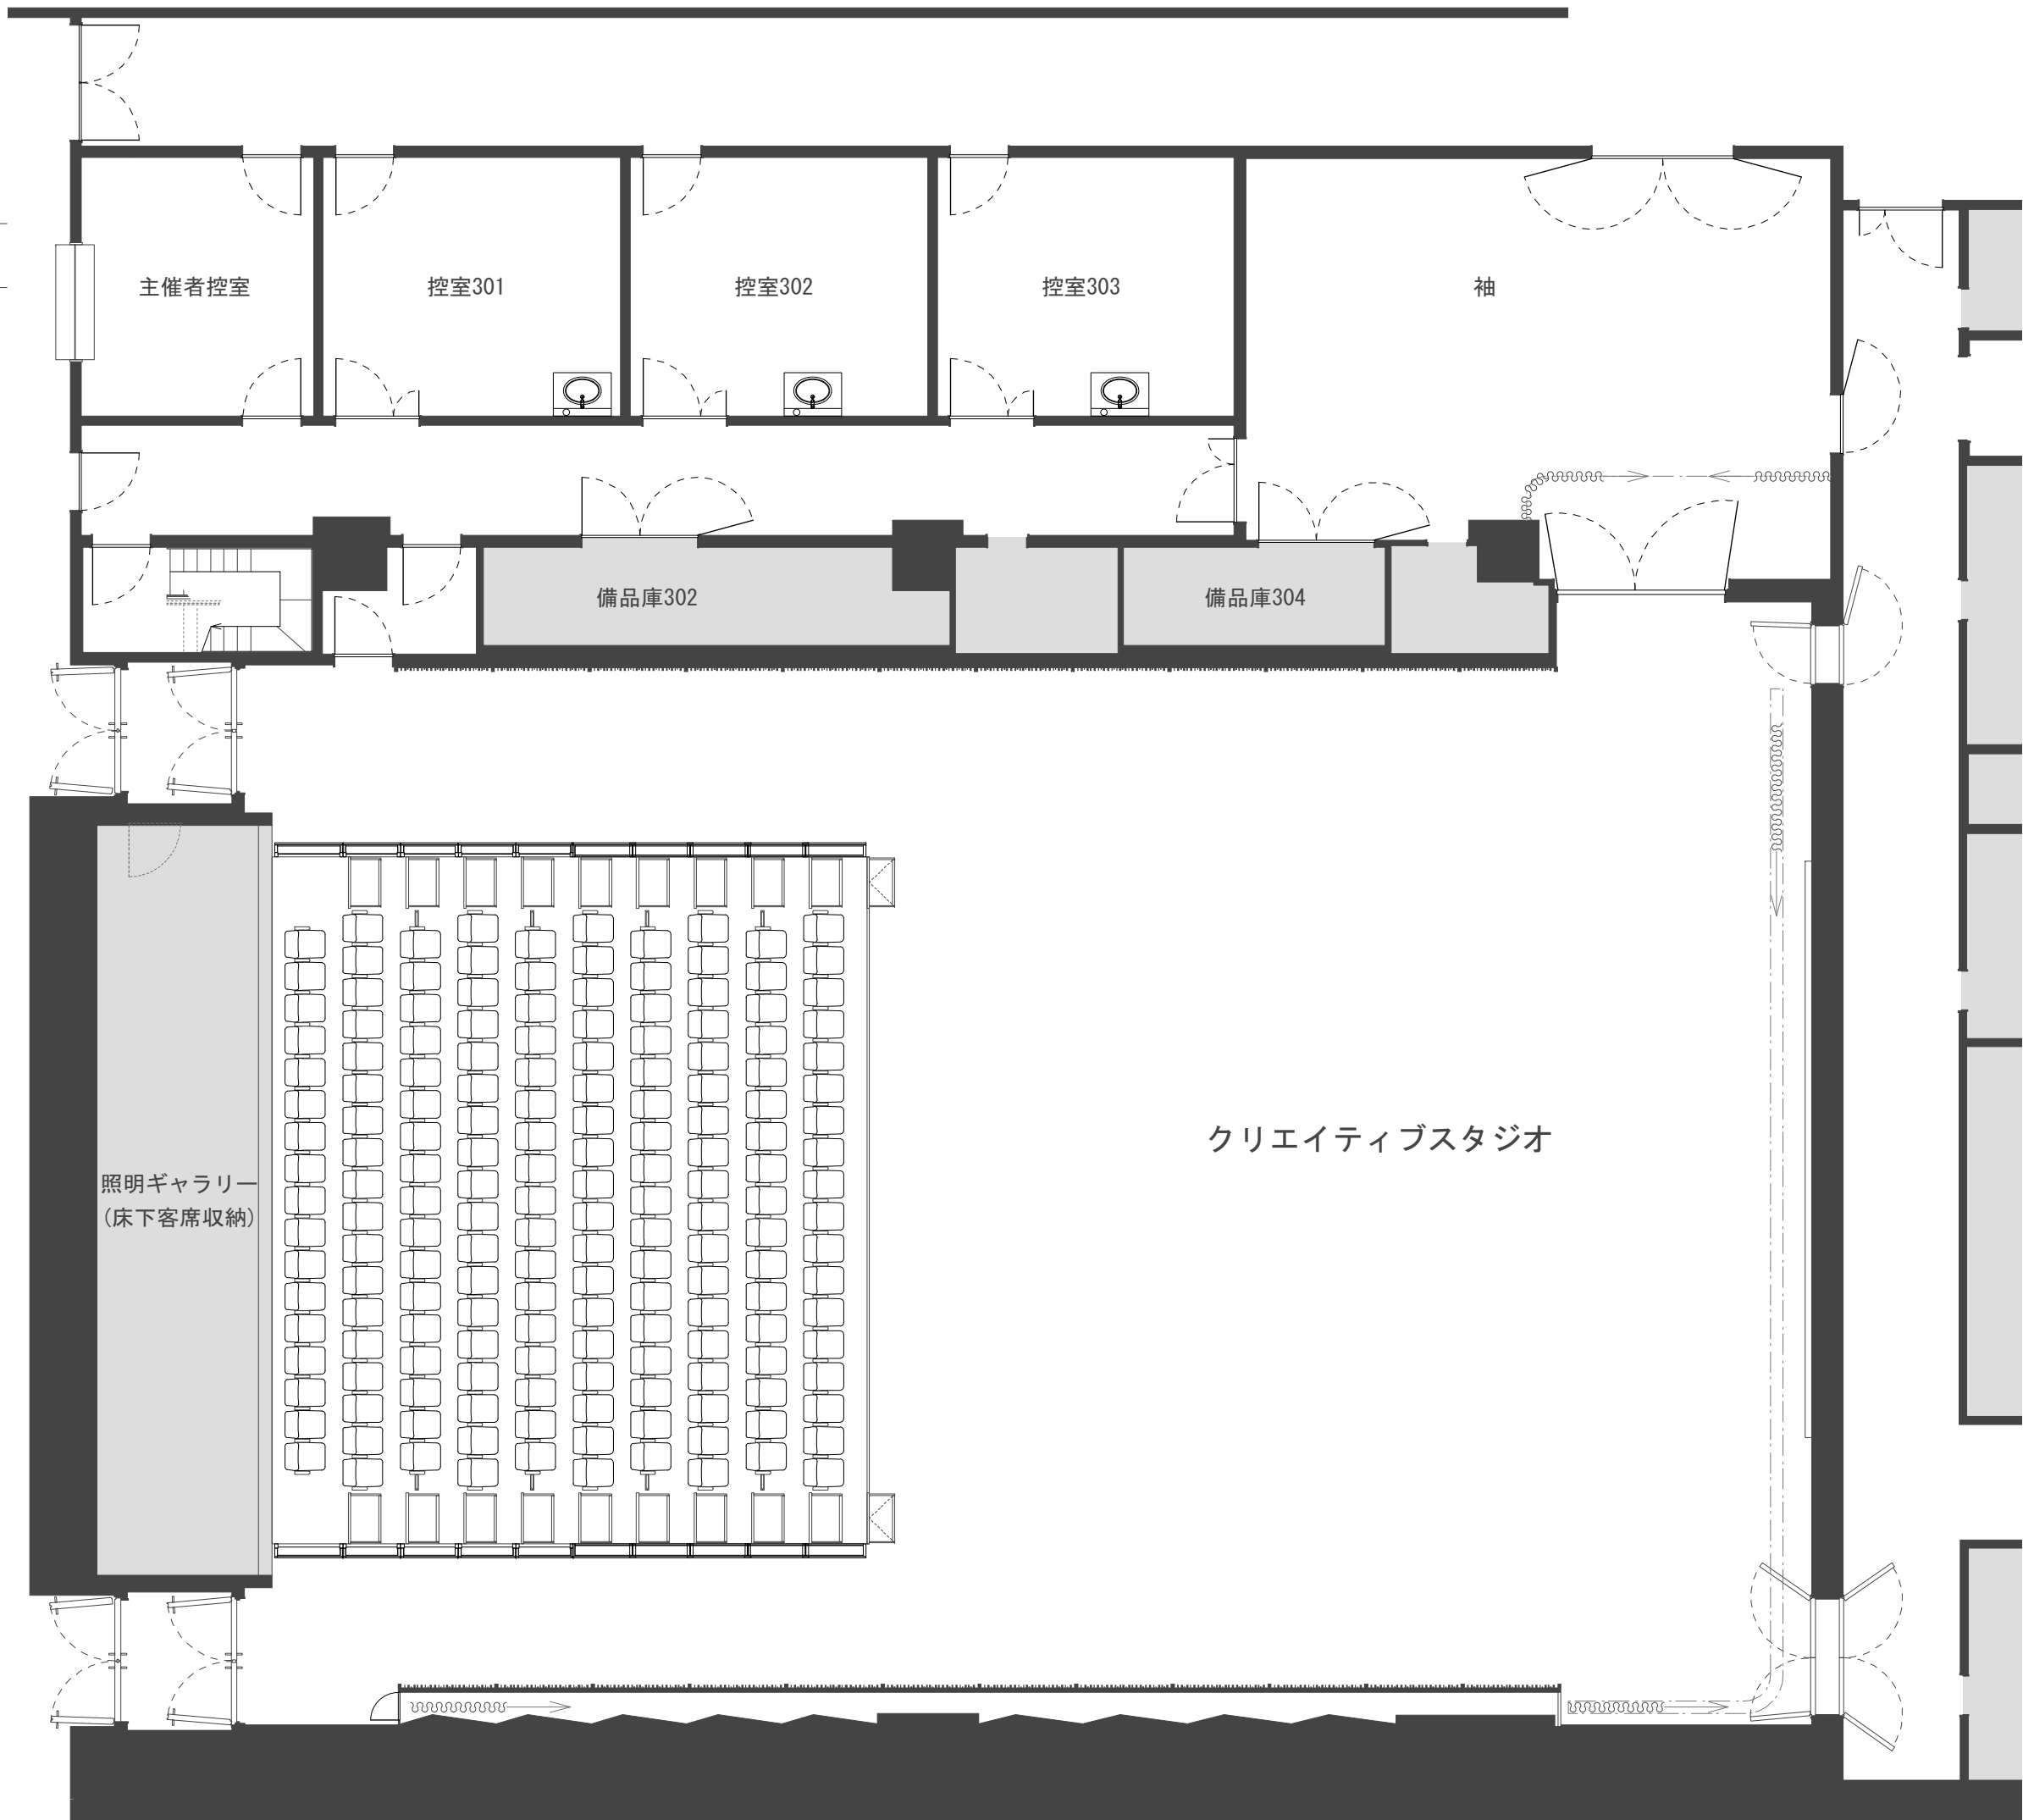 主催者控室
控室301
控室302
控室303
袖
備品庫302
備品庫304
クリエイティブスタジオ
照明ギャラリー
(床下客席収納)